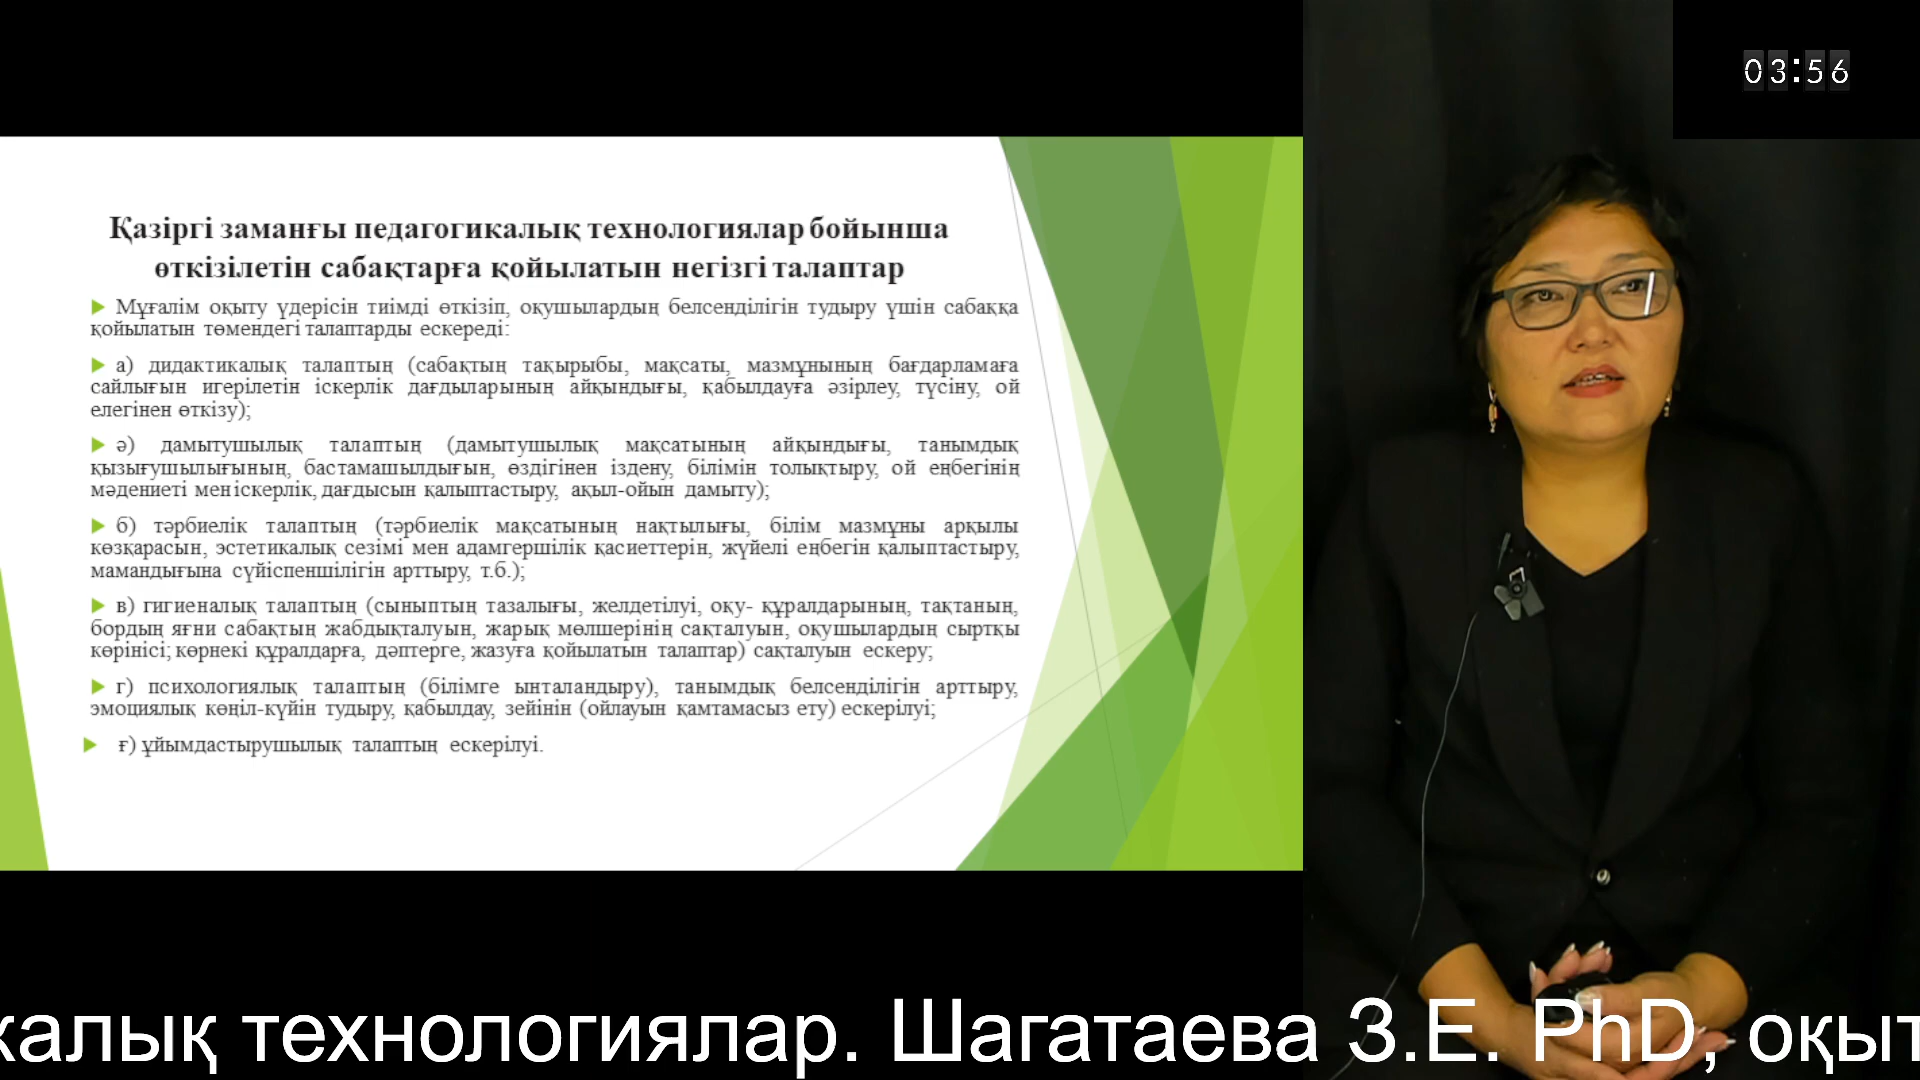 03:56
Қазіргі заманғы педагогикалық технологиялар бойынша
өткізілетін сабақтарға қойылатын негізгі талаптар
Мұғалім оқыту үдерісін тиімді өткізіп, оқушылардың белсенділігін тудыру үшін сабаққа
қойылатын төмендегі талаптарды ескереді:
а) дидактикалық талаптың (сабақтың тақырыбы, мақсаты, мазмұнының бағдарламаға
сайлығын игерілетін іскерлік дағдыларының айқындығы, қабылдауға әзірлеу, түсіну, ой
елегінен өткізу);
ә) дамытушылық талаптың (дамытушылық мақсатының айқындығы, танымдық
қызығушылығының, бастамашылдығын, өздігінен іздену, білімін толықтыру, ой еңбегінің
мәдениеті мен іскерлік, дағдысын қалыптастыру, ақыл-ойын дамыту);
б) тәрбиелік талаптың (тәрбиелік мақсатының нақтылығы, білім мазмұны арқылы
көзқарасын, эстетикалық сезімі мен адамгершілік қасиеттерін, жүйелі еңбегін қалыптастыру,
мамандығына сүйіспеншілігін арттыру, т.б.);
в) гигиеналық талаптың (сыныптың тазалығы, желдетілуі, оқу- құралдарының, тақтаның,
бордың яғни сабақтың жабдықталуын, жарық мөлшерінің сақталуын, оқушылардың сыртқы
көрінісі; көрнекі құралдарға, дәптерге, жазуға қойылатын талаптар) сақталуын ескеру;
г) психологиялық талаптың (білімге ынталандыру), танымдық белсенділігін арттыру,
эмоциялық көңіл-күйін тудыру, қабылдау, зейінін (ойлауын қамтамасыз ету) ескерілуі;
ғ) ұйымдастырушылық талаптың ескерілуі.
калық технологиялар. Шагатаева З.Е. PhD, оқыт